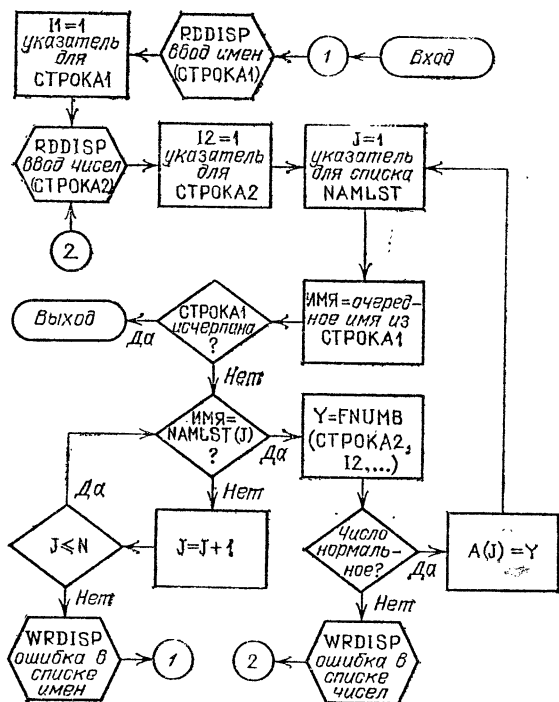 I1=1
указатель
для
СТРОКА1
RDDISP
ввод имен
(СТРОКА1)
1
Вход
RDDISP
ввод чисел
(СТРОКА2)
I2=1
указатель
для
СТРОКА2
J=1
указатель
для списка
NAMLST
2
Выход
Да
СТРОКА1
исчерпана
?
ИМЯ=очеред-
ное имя из
СТРОКА1
Нет
ИМЯ=
NAMLST(J)
?
Да
Y=FNUMB
(СТРОКА2,
I2,...)
Да
Нет
J≤N
J=J+1
Число
нормаль-
ное?
Да
A(J)=Y
Нет
Нет
WRDISP
ошибка в
списке
имен
1
2
WRDISP
ошибка в
списке
чисел